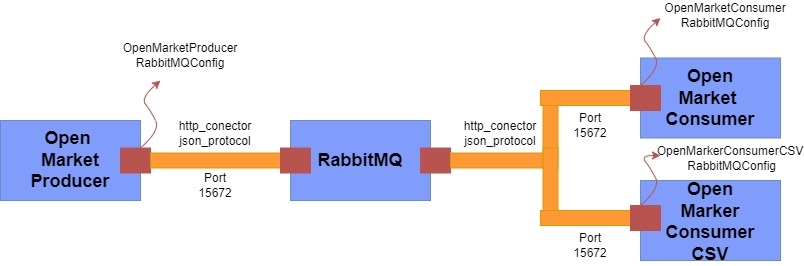 OpenMarketProducer
RabbitMQConfig
Open
Market
Producer
http_conector
json_protocol
Port
15672
RabbitMQ
http_conector
json_protocol
OpenMarketConsumer
RabbitMQConfig
Open
Market
Consumer
Port
15672
OpenMarkerConsumerCSV
RabbitMQConfig
Open
Marker
Consumer
CSV
Port
15672